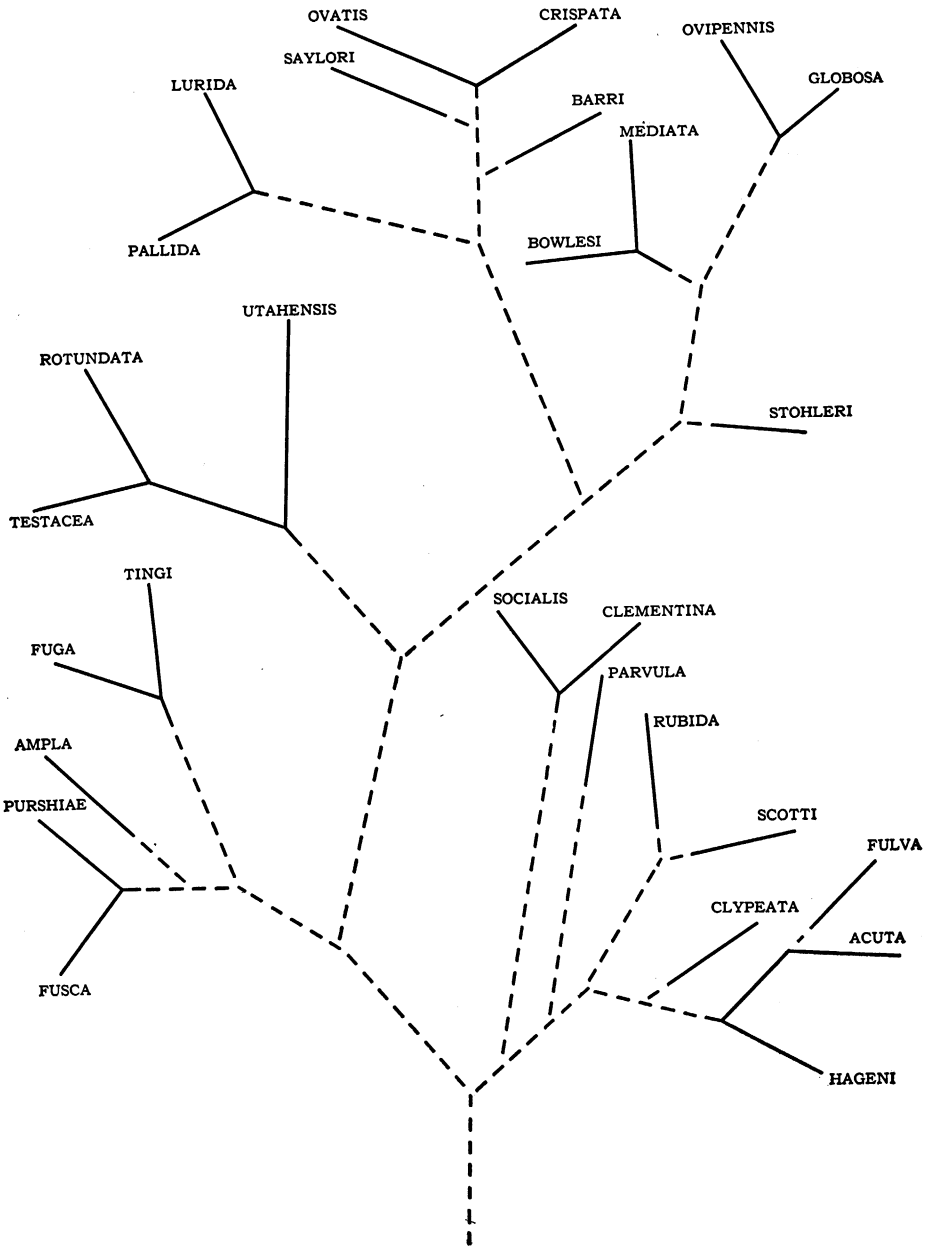 OVATIS
CRISPATA
OVIPENNIS
SAYLORI
GLOBOSA
LURIDA
BARRI
MEDIATA
BOWLESI
PALLIDA
UTAHENSIS
ROTUNDATA
STOHLERI
TESTACEA
TINGI
SOCIALIS
CLEMENTINA
FUGA
PARVULA
RUBIDA
AMPLA
PURSHIAE
SCOTTI
FULVA
CLYPEATA
ACUTA
FUSCA
HAGENI